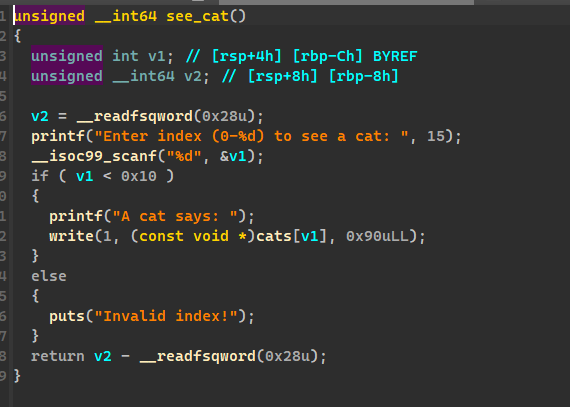 1 unsigned __int64 see_cat()
2 {
3   unsigned int v1; // [rsp+4h] [rbp-Ch] BYREF
4   unsigned __int64 v2; // [rsp+8h] [rbp-8h]
5
6   v2 = __readfsqword(0x28u);
7   printf("Enter index (0-%d) to see a cat: ", 15);
8   __isoc99_scanf("%d", &v1);
9   if ( v1 < 0x10 )
0   {
1     printf("A cat says: ");
2     write(1, (const void *)cats[v1], 0x90uLL);
3   }
4   else
5   {
6     puts("Invalid index!");
7   }
8   return v2 - __readfsqword(0x28u);
9 }